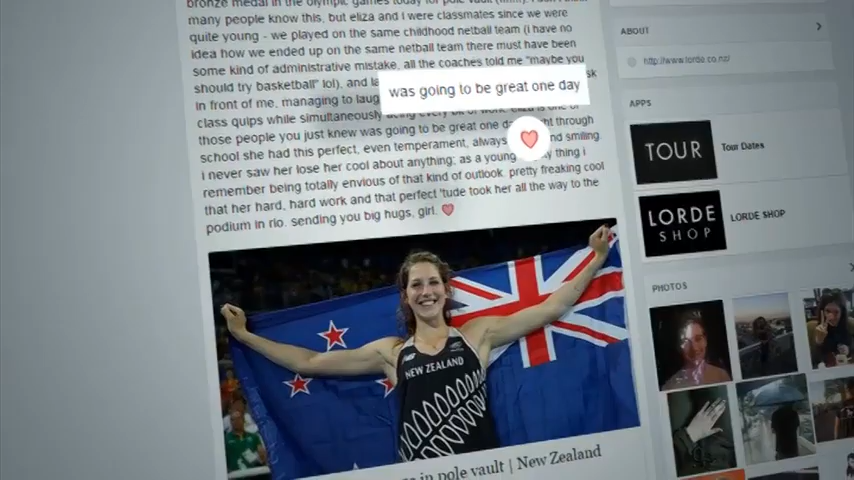 bronze medal in the olympic games today for pole vault
many people know this, but eliza and i were classmates since we were
quite young - we played on the same childhood netball team (i have no
idea how we ended up on the same netball team there must have been
some kind of administrative mistake, all the coaches told me "maybe you
should try basketball" lol), and
in front of me, managing to laug
was going to be great one day
class quips while simultaneously
those people you just knew was going to be great one
through
school she had this perfect, even temperament, always
nd smiling.
i never saw her lose her cool about anything; as a young
thing i
remember being totally envious of that kind of outlook. pretty freaking cool
that her hard, hard work and that perfect 'tude took her all the way to the
podium in rio. sending you big hugs, girl.
NEW ZEALAND
in pole vault | New Zealand
ABOUT
http://www.lorde.co.nz/
APPS
TOUR
Tour Dates
LORDE
SHOP
LORDE SHOP
PHOTOS